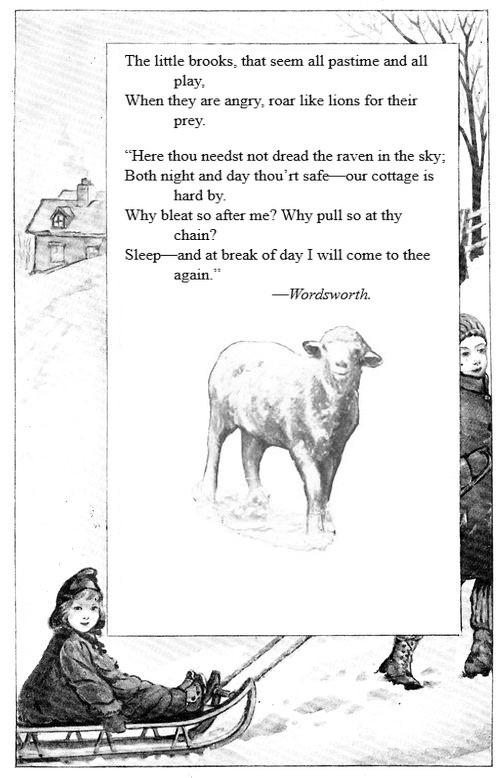 The little brooks, that seem all pastime and all
play,
When they are angry, roar like lions for their
prey.
“Here thou needst not dread the raven in the sky;
Both night and day thou’rt safe—our cottage is
hard by.
Why bleat so after me? Why pull so at thy
chain?
Sleep—and at break of day I will come to thee
again.”
—Wordsworth.